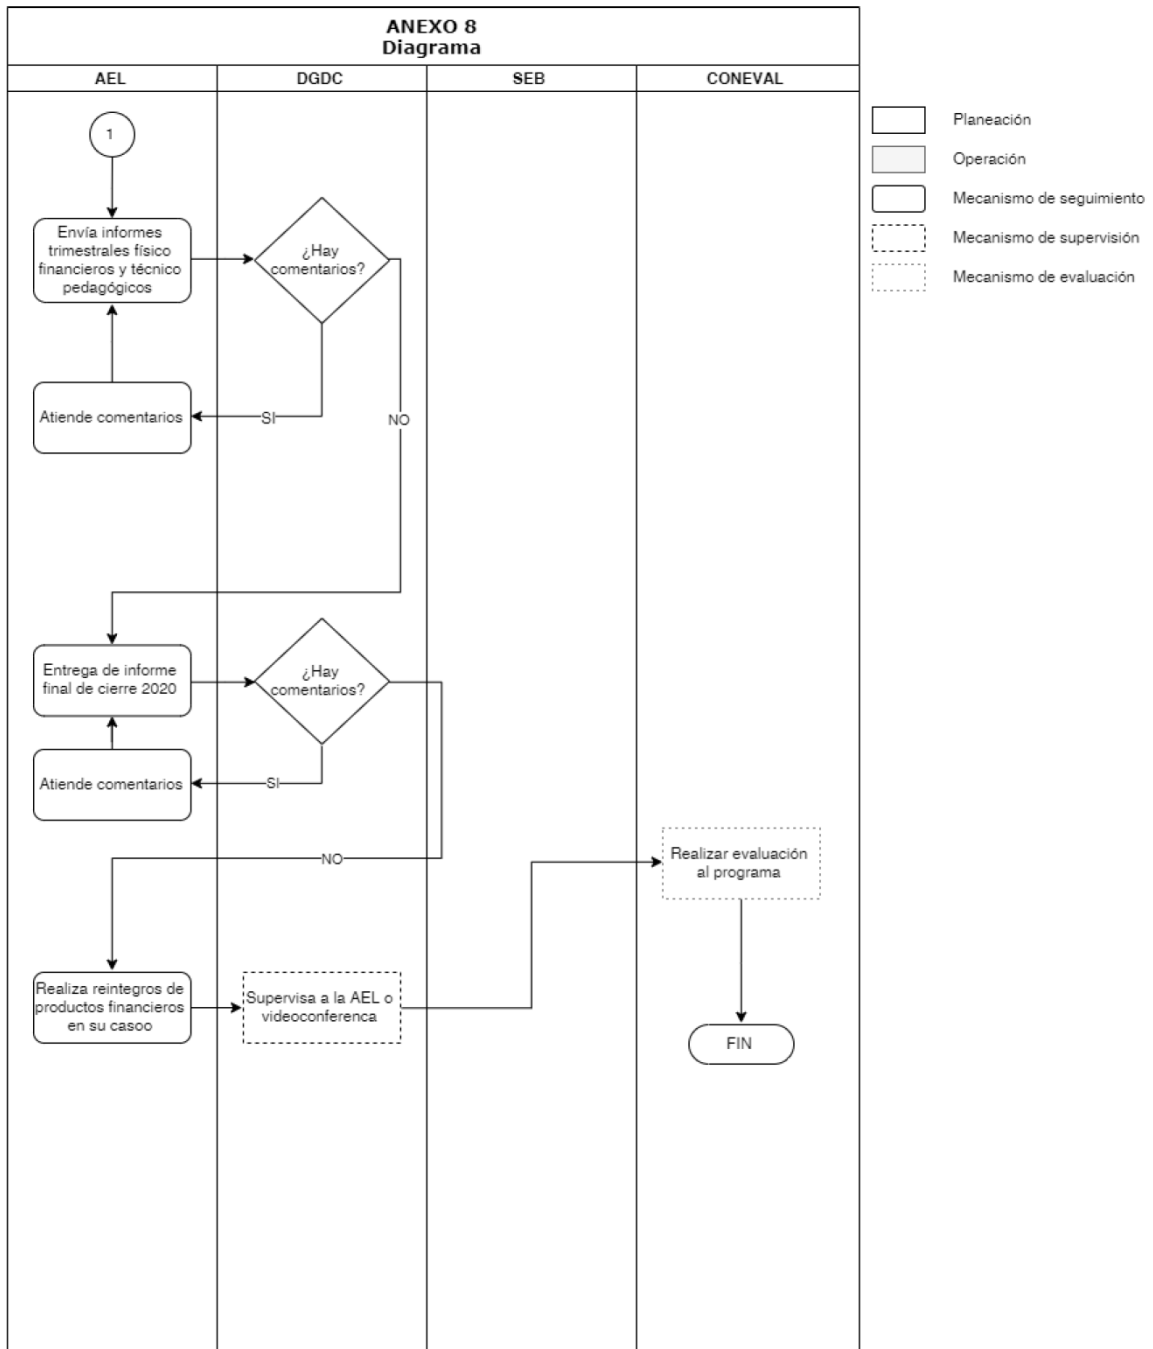 ANEXO 8
Diagrama
AEL
DGDC
SEB
CONEVAL
1
Planeación
Operación
Mecanismo de seguimiento
Mecanismo de supervisión
Mecanismo de evaluación
Envía informes
trimestrales físico
financieros y técnico
pedagógicos
¿Hay
comentarios?
Atiende comentarios
SI
NO
Entrega de informe
final de cierre 2020
¿Hay
comentarios?
Atiende comentarios
SI
NO
Realizar evaluación
al programa
Realiza reintegros de
productos financieros
en su casoo
Supervisa a la AEL o
videoconferenca
FIN